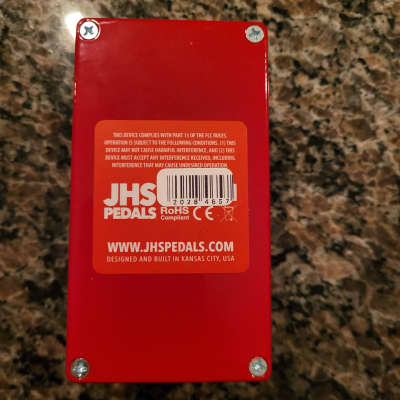 THIS DEVICE COMPLIES WITH PART 15 OF THE FCC RULES.
OPERATION IS SUBJECT TO THE FOLLOWING CONDITIONS. (1) THIS
DEVICE MAY NOT CAUSE HARMFUL INTERFERENCE, AND (2) THIS
DEVICE MUST ACCEPT ANY INTERFERENCE RECEIVED, INCLUDING
INTERFERENCE THAT MAY CAUSE UNDESIRED OPERATION.
JHS
PEDALS
20284657
RoHS
Compliant
CE
WWW.JHSPEDALS.COM
DESIGNED AND BUILT IN KANSAS CITY, USA